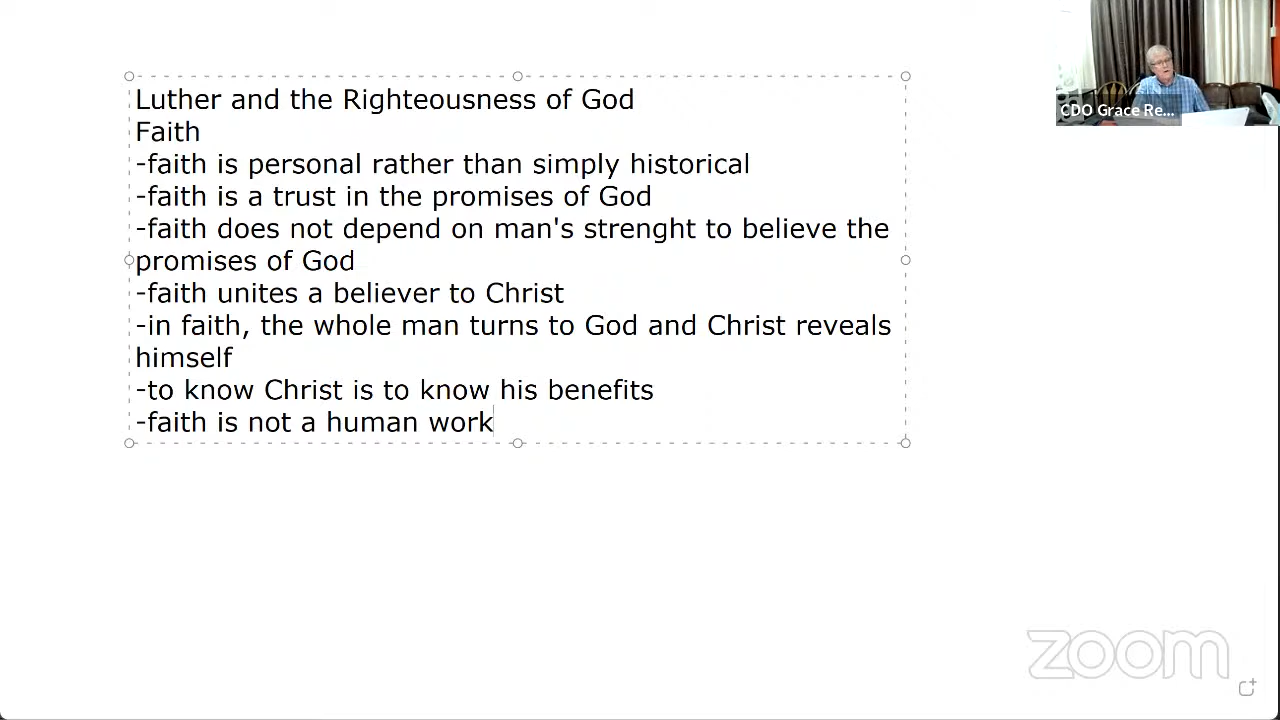 Luther and the Righteousness of God
Faith
-faith is personal rather than simply historical
-faith is a trust in the promises of God
-faith does not depend on man's strenght to believe the
promises of God
-faith unites a believer to Christ
-in faith, the whole man turns to God and Christ reveals
himself
-to know Christ is to know his benefits
-faith is not a human work
CDO Grace Re...
zoom